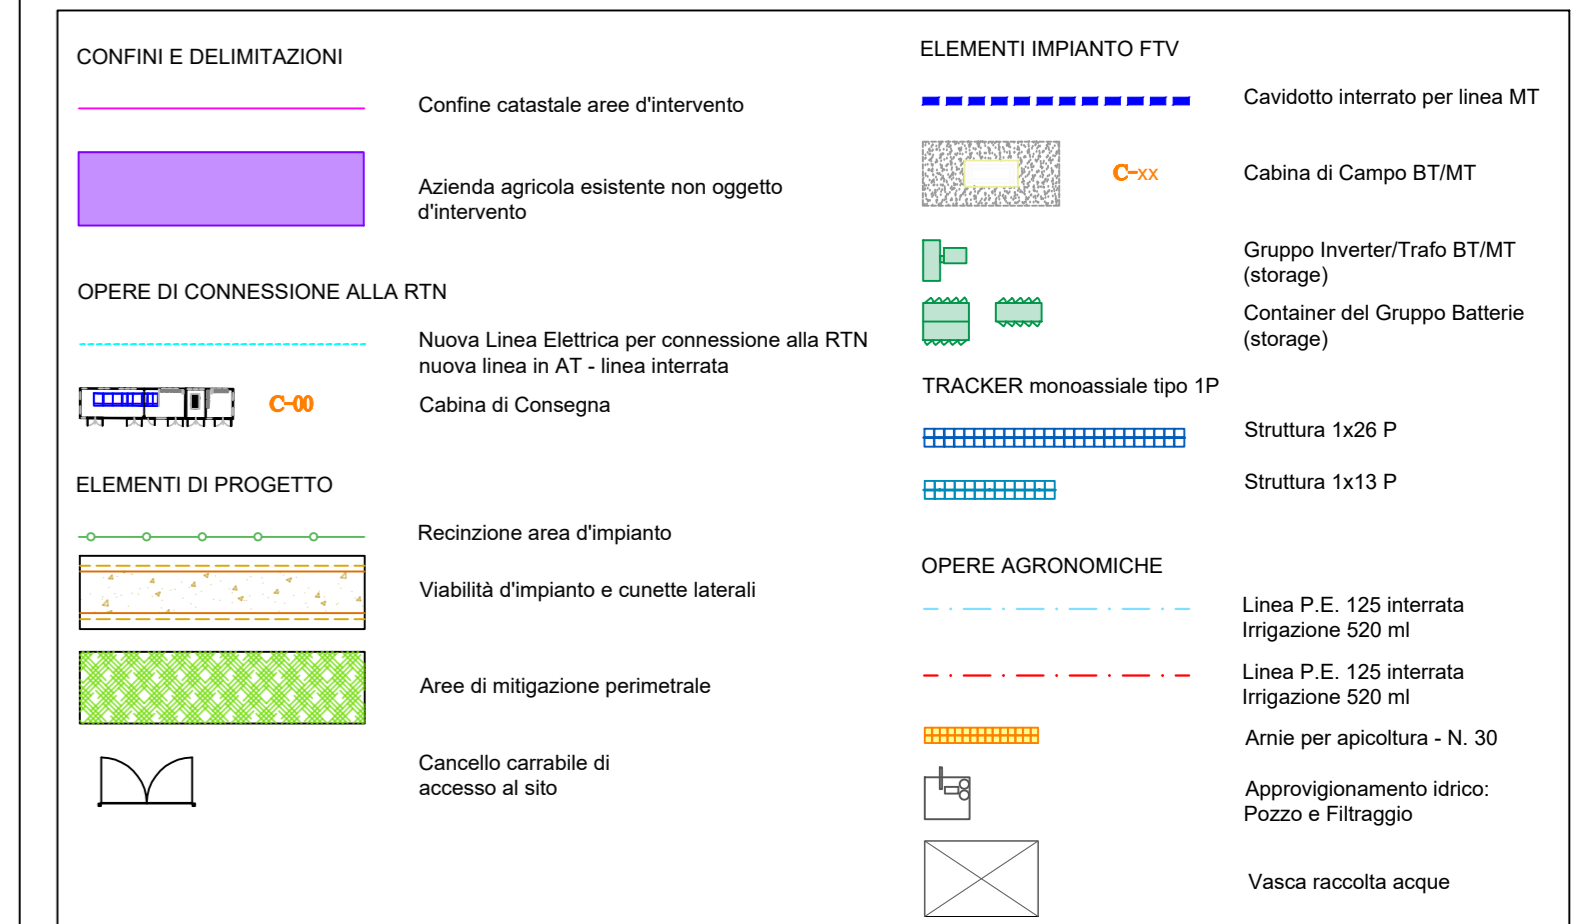 CONFINI E DELIMITAZIONI
Confine catastale aree d'intervento
Azienda agricola esistente non oggetto
d'intervento
OPERE DI CONNESSIONE ALLA RTN
Nuova Linea Elettrica per connessione alla RTN
nuova linea in AT - linea interrata
C-00
Cabina di Consegna
ELEMENTI DI PROGETTO
Recinzione area d'impianto
Viabilità d'impianto e cunette laterali
Aree di mitigazione perimetrale
Cancello carrabile di
accesso al sito
ELEMENTI IMPIANTO FTV
Cavidotto interrato per linea MT
C-xx
Cabina di Campo BT/MT
Gruppo Inverter/Trafo BT/MT
(storage)
Container del Gruppo Batterie
(storage)
TRACKER monoassiale tipo 1P
Struttura 1x26 P
Struttura 1x13 P
OPERE AGRONOMICHE
Linea P.E. 125 interrata
Irrigazione 520 ml
Linea P.E. 125 interrata
Irrigazione 520 ml
Arnie per apicoltura - N. 30
Approvigionamento idrico:
Pozzo e Filtraggio
Vasca raccolta acque